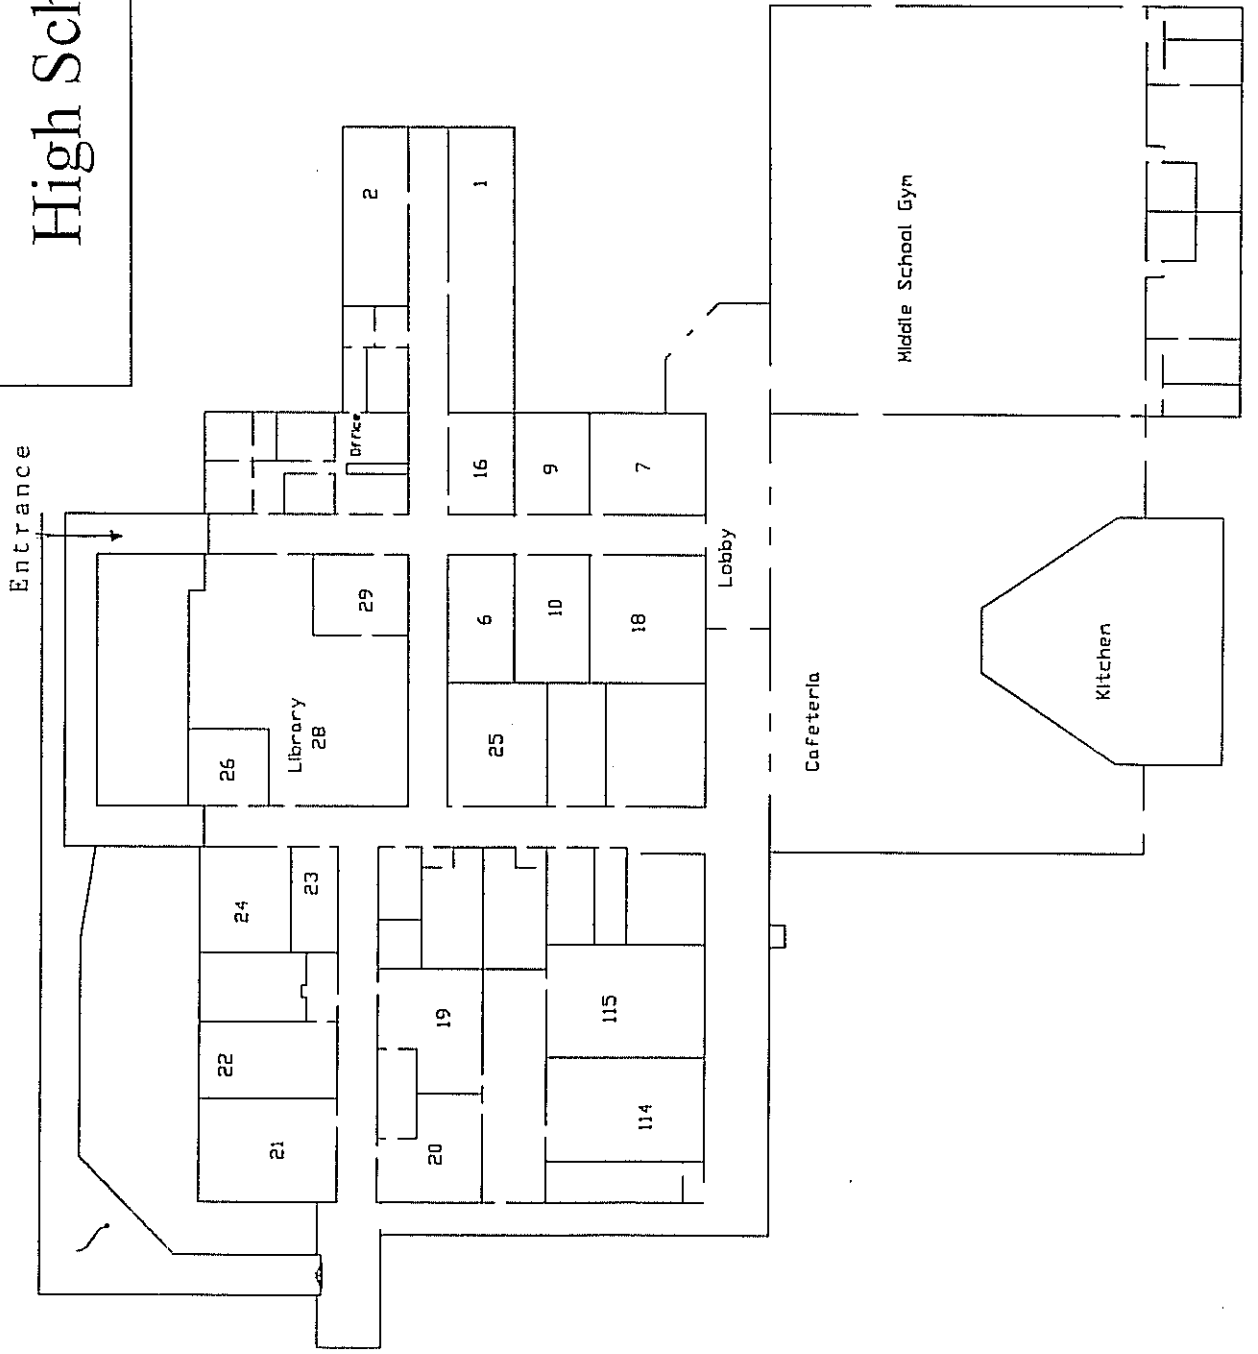 High Sch
Entrance
2
1
Office
16
9
7
29
6
10
18
Lobby
Library
28
26
25
Middle School Gym
Cafeteria
Kitchen
24
23
22
21
19
20
115
114